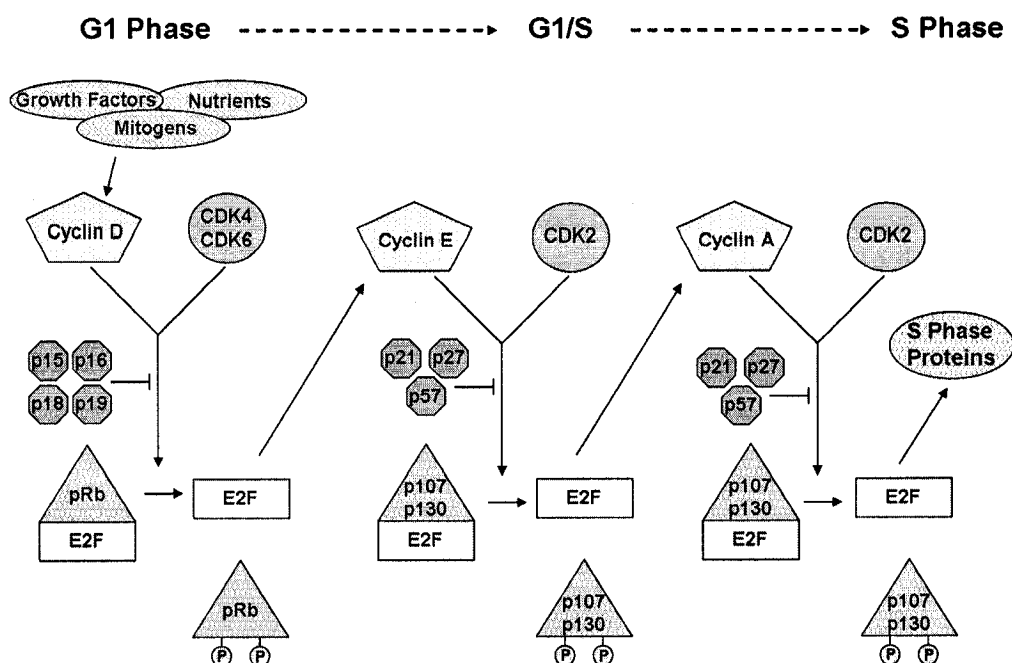 G1 Phase
G1/S
S Phase
Growth Factors
Nutrients
Mitogens
Cyclin D
CDK4
CDK6
Cyclin E
CDK2
Cyclin A
CDK2
S Phase
Proteins
p15
p16
p18
p19
p21
p27
p57
p21
p27
p57
pRb
E2F
E2F
p107
p130
E2F
E2F
p107
p130
E2F
E2F
pRb
P
P
p107
p130
P
P
p107
p130
P
P